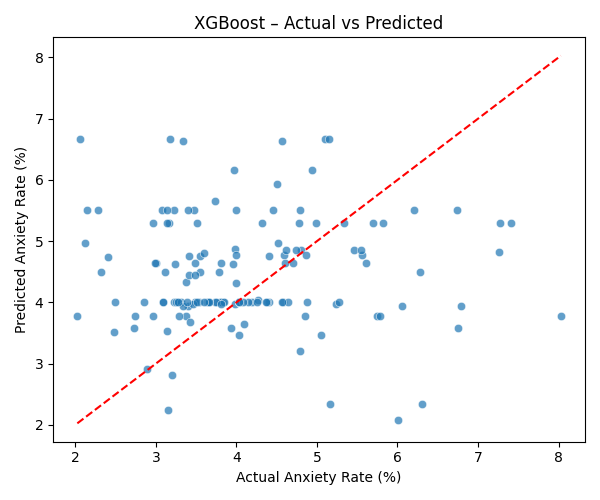 XGBoost – Actual vs Predicted
Predicted Anxiety Rate (%)
8
7
6
5
4
3
2
2 3 4 5 6 7 8
Actual Anxiety Rate (%)